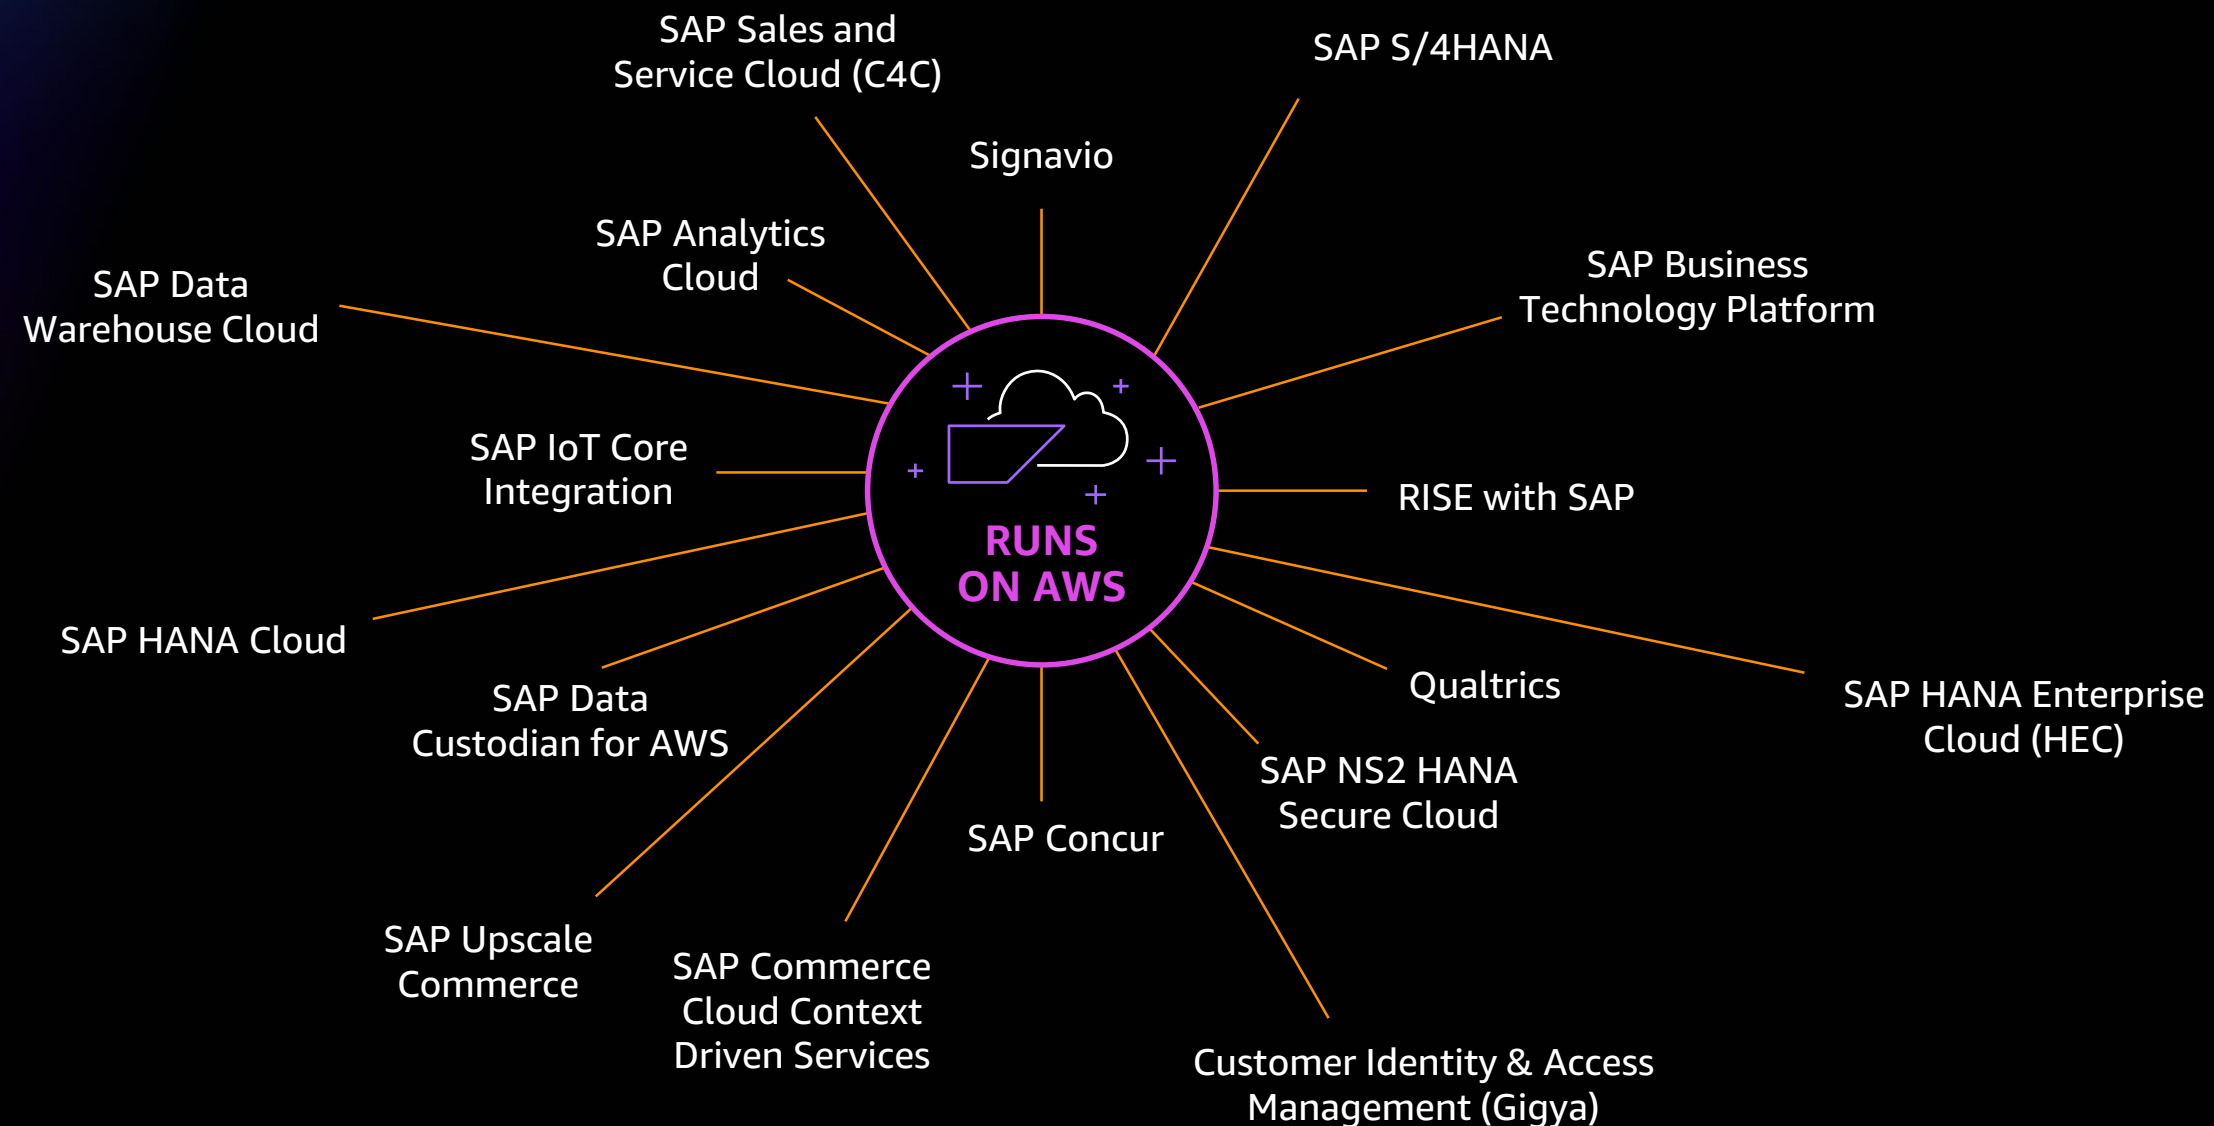 SAP Sales and
Service Cloud (C4C)
SAP S/4HANA
Signavio
SAP Analytics
Cloud
SAP Business
Technology Platform
SAP Data
Warehouse Cloud
SAP IoT Core
Integration
RISE with SAP
RUNS
ON AWS
SAP HANA Cloud
SAP Data
Custodian for AWS
Qualtrics
SAP HANA Enterprise
Cloud (HEC)
SAP NS2 HANA
Secure Cloud
SAP Concur
SAP Upscale
Commerce
SAP Commerce
Cloud Context
Driven Services
Customer Identity & Access
Management (Gigya)